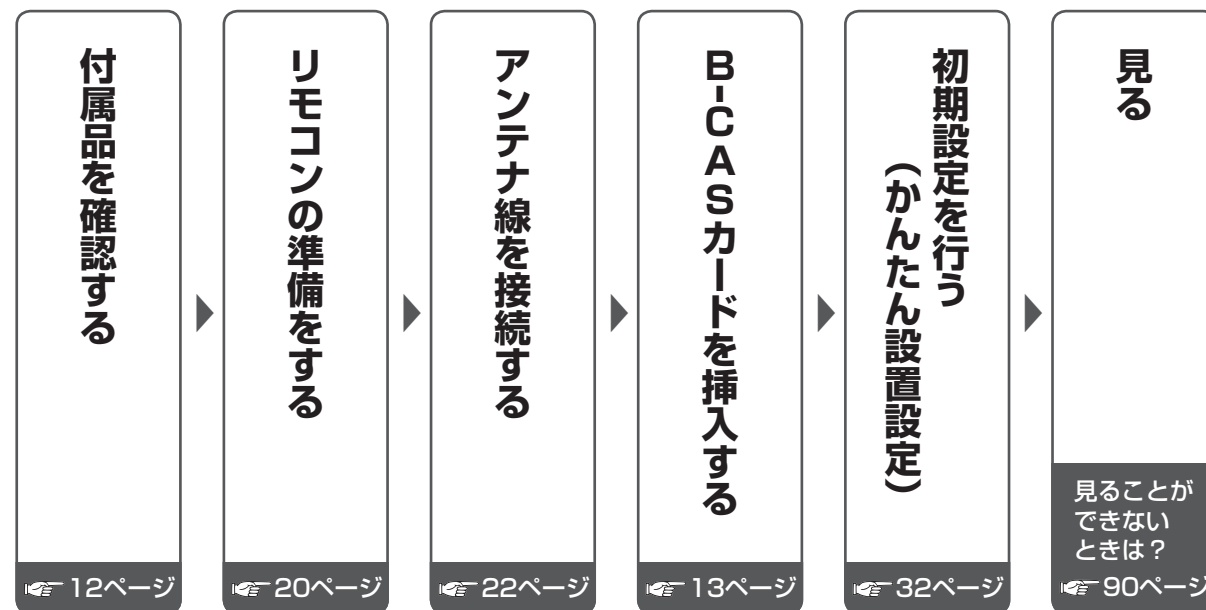 付属品を確認する
☞12ページ
リモコンの準備をする
☞20ページ
アンテナ線を接続する
☞22ページ
B-CASカードを挿入する
☞13ページ
初期設定を行う
(かんたん設置設定)
☞32ページ
見る
見ることが
できない
ときは?
☞90ページ